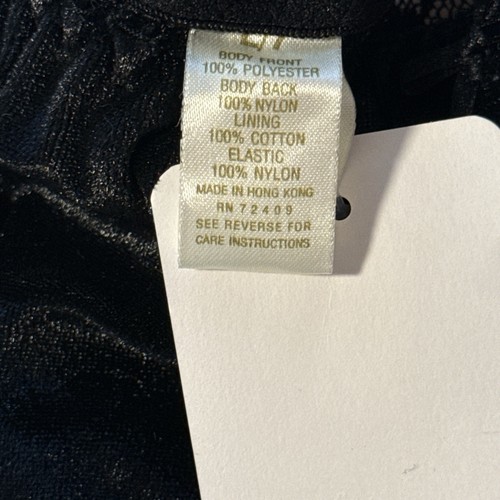 BODY FRONT
100% POLYESTER
BODY BACK
100% NYLON
LINING
100% COTTON
ELASTIC
100% NYLON
MADE IN HONG KONG
RN 72409
SEE REVERSE FOR
CARE INSTRUCTIONS